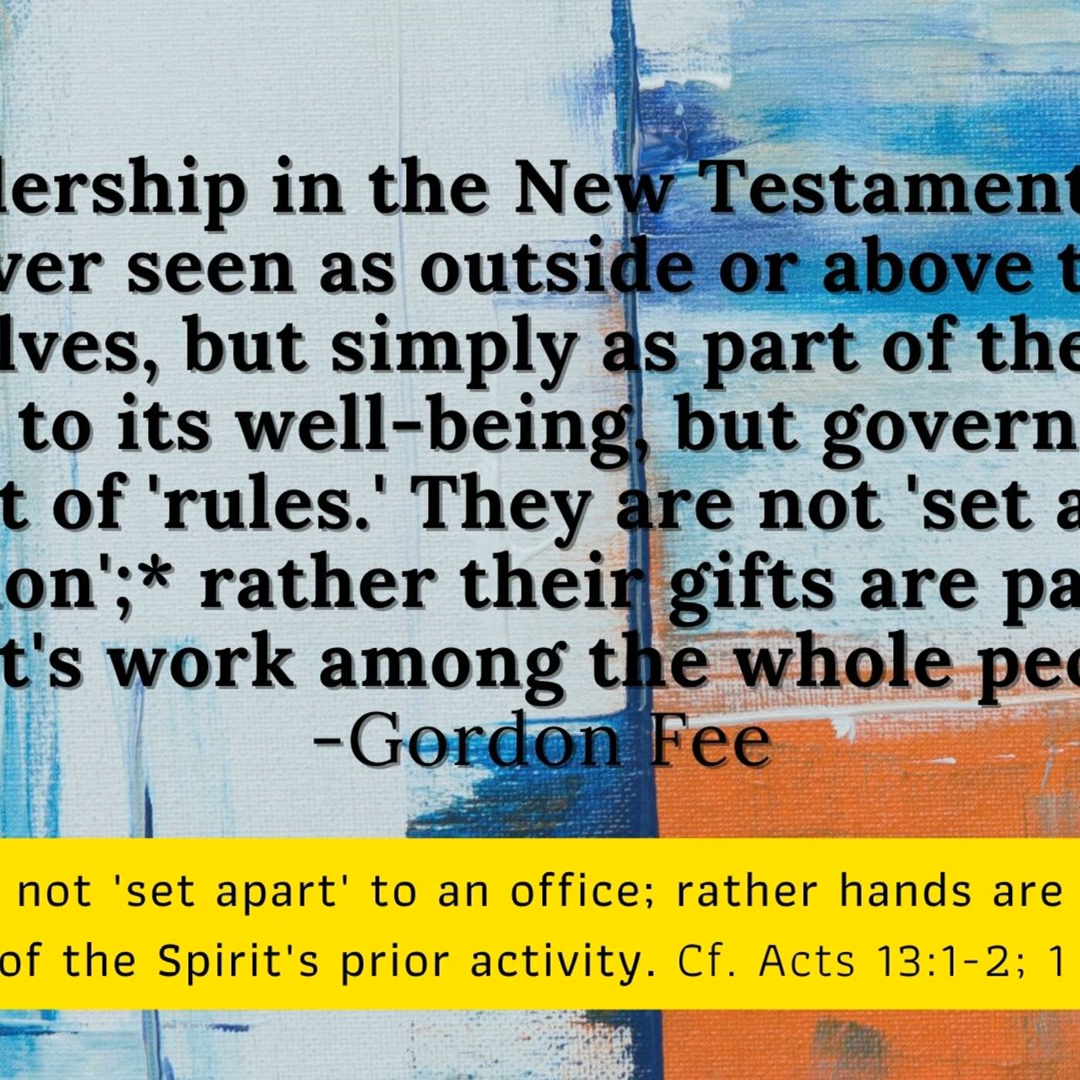 dership in the New Testament
ver seen as outside or above t
lves, but simply as part of the
to its well-being, but govern
t of 'rules.' They are not 'set a
on';* rather their gifts are pa
t's work among the whole peo
-Gordon Fee
not 'set apart' to an office; rather hands are
of the Spirit's prior activity. Cf. Acts 13:1-2; 1